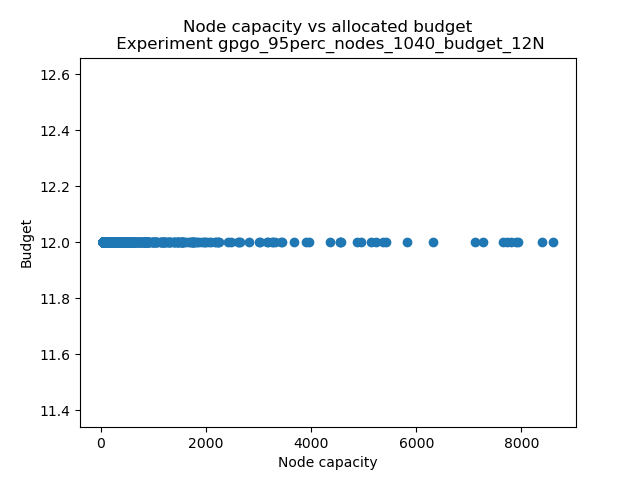 Node capacity vs allocated budget
Experiment gpgo_95perc_nodes_1040_budget_12N
12.6
12.4
12.2
12.0
11.8
11.6
11.4
Budget
0 2000 4000 6000 8000
Node capacity